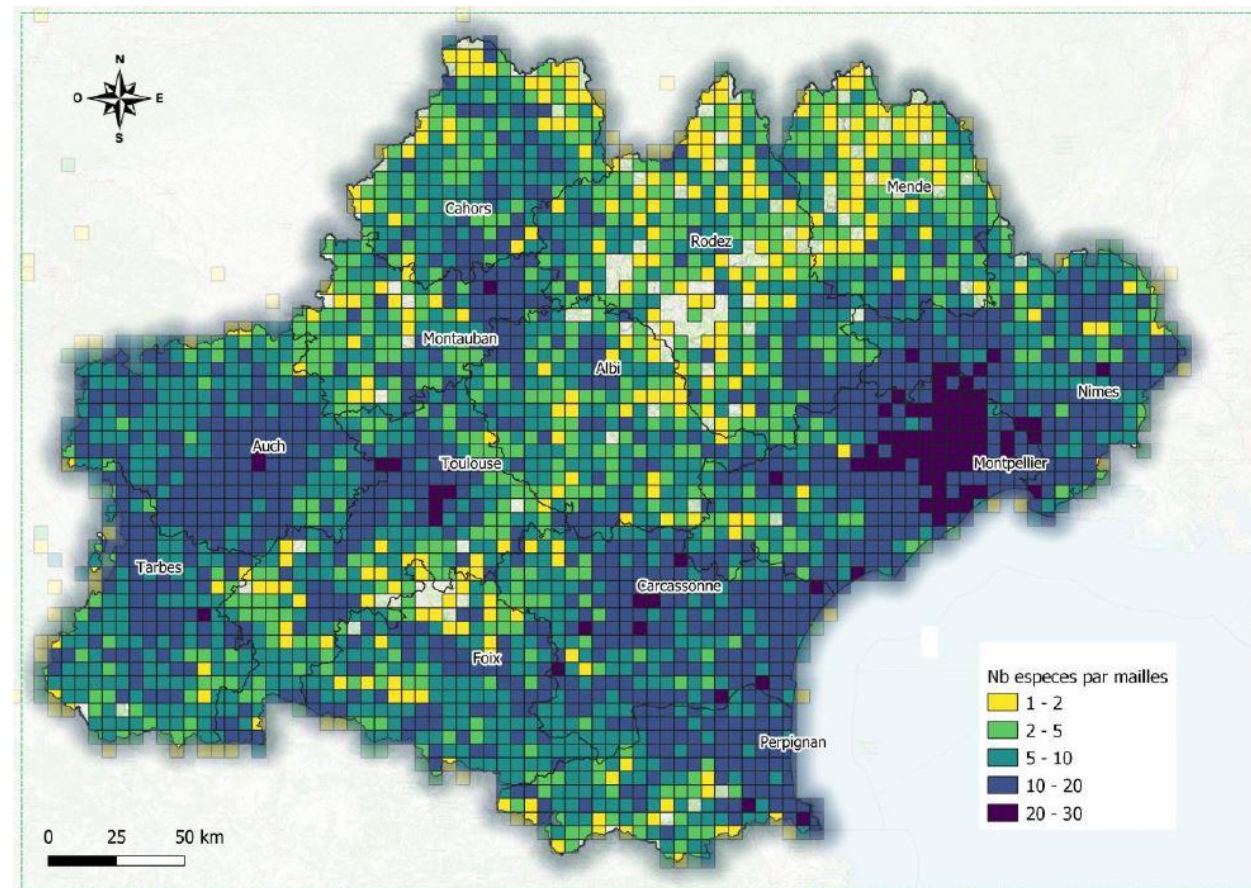 N
O E
S
Cahors
Mende
Rodez
Montauban
Albi
Nimes
Auch
Toulouse
Montpellier
Tarbes
Carcassonne
Foix
Perpignan
Nb especes par mailles
1 - 2
2 - 5
5 - 10
10 - 20
20 - 30
0 25 50 km